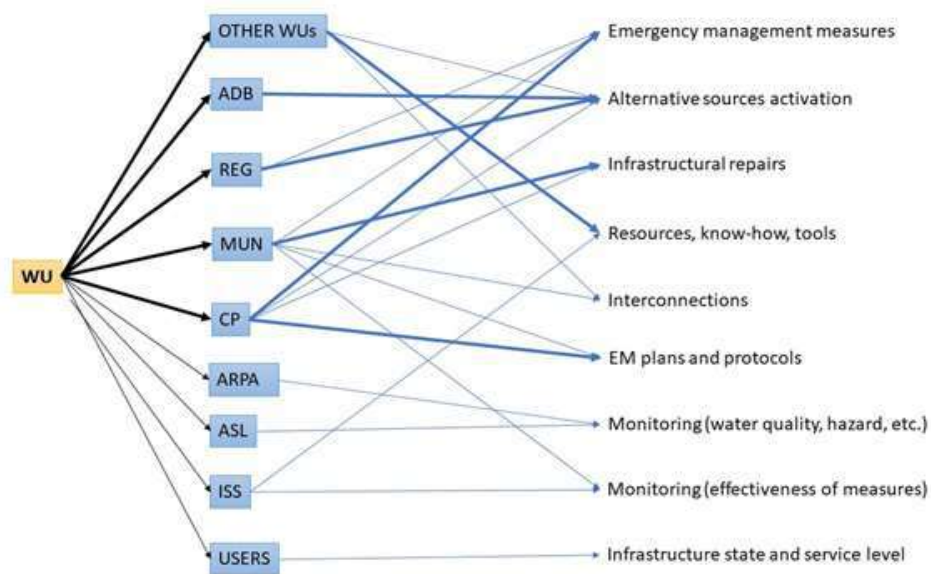 OTHER WUs
ADB
REG
MUN
WU
CP
ARPA
ASL
ISS
USERS
Emergency management measures
Alternative sources activation
Infrastructural repairs
Resources, know-how, tools
Interconnections
EM plans and protocols
Monitoring (water quality, hazard, etc.)
Monitoring (effectiveness of measures)
Infrastructure state and service level